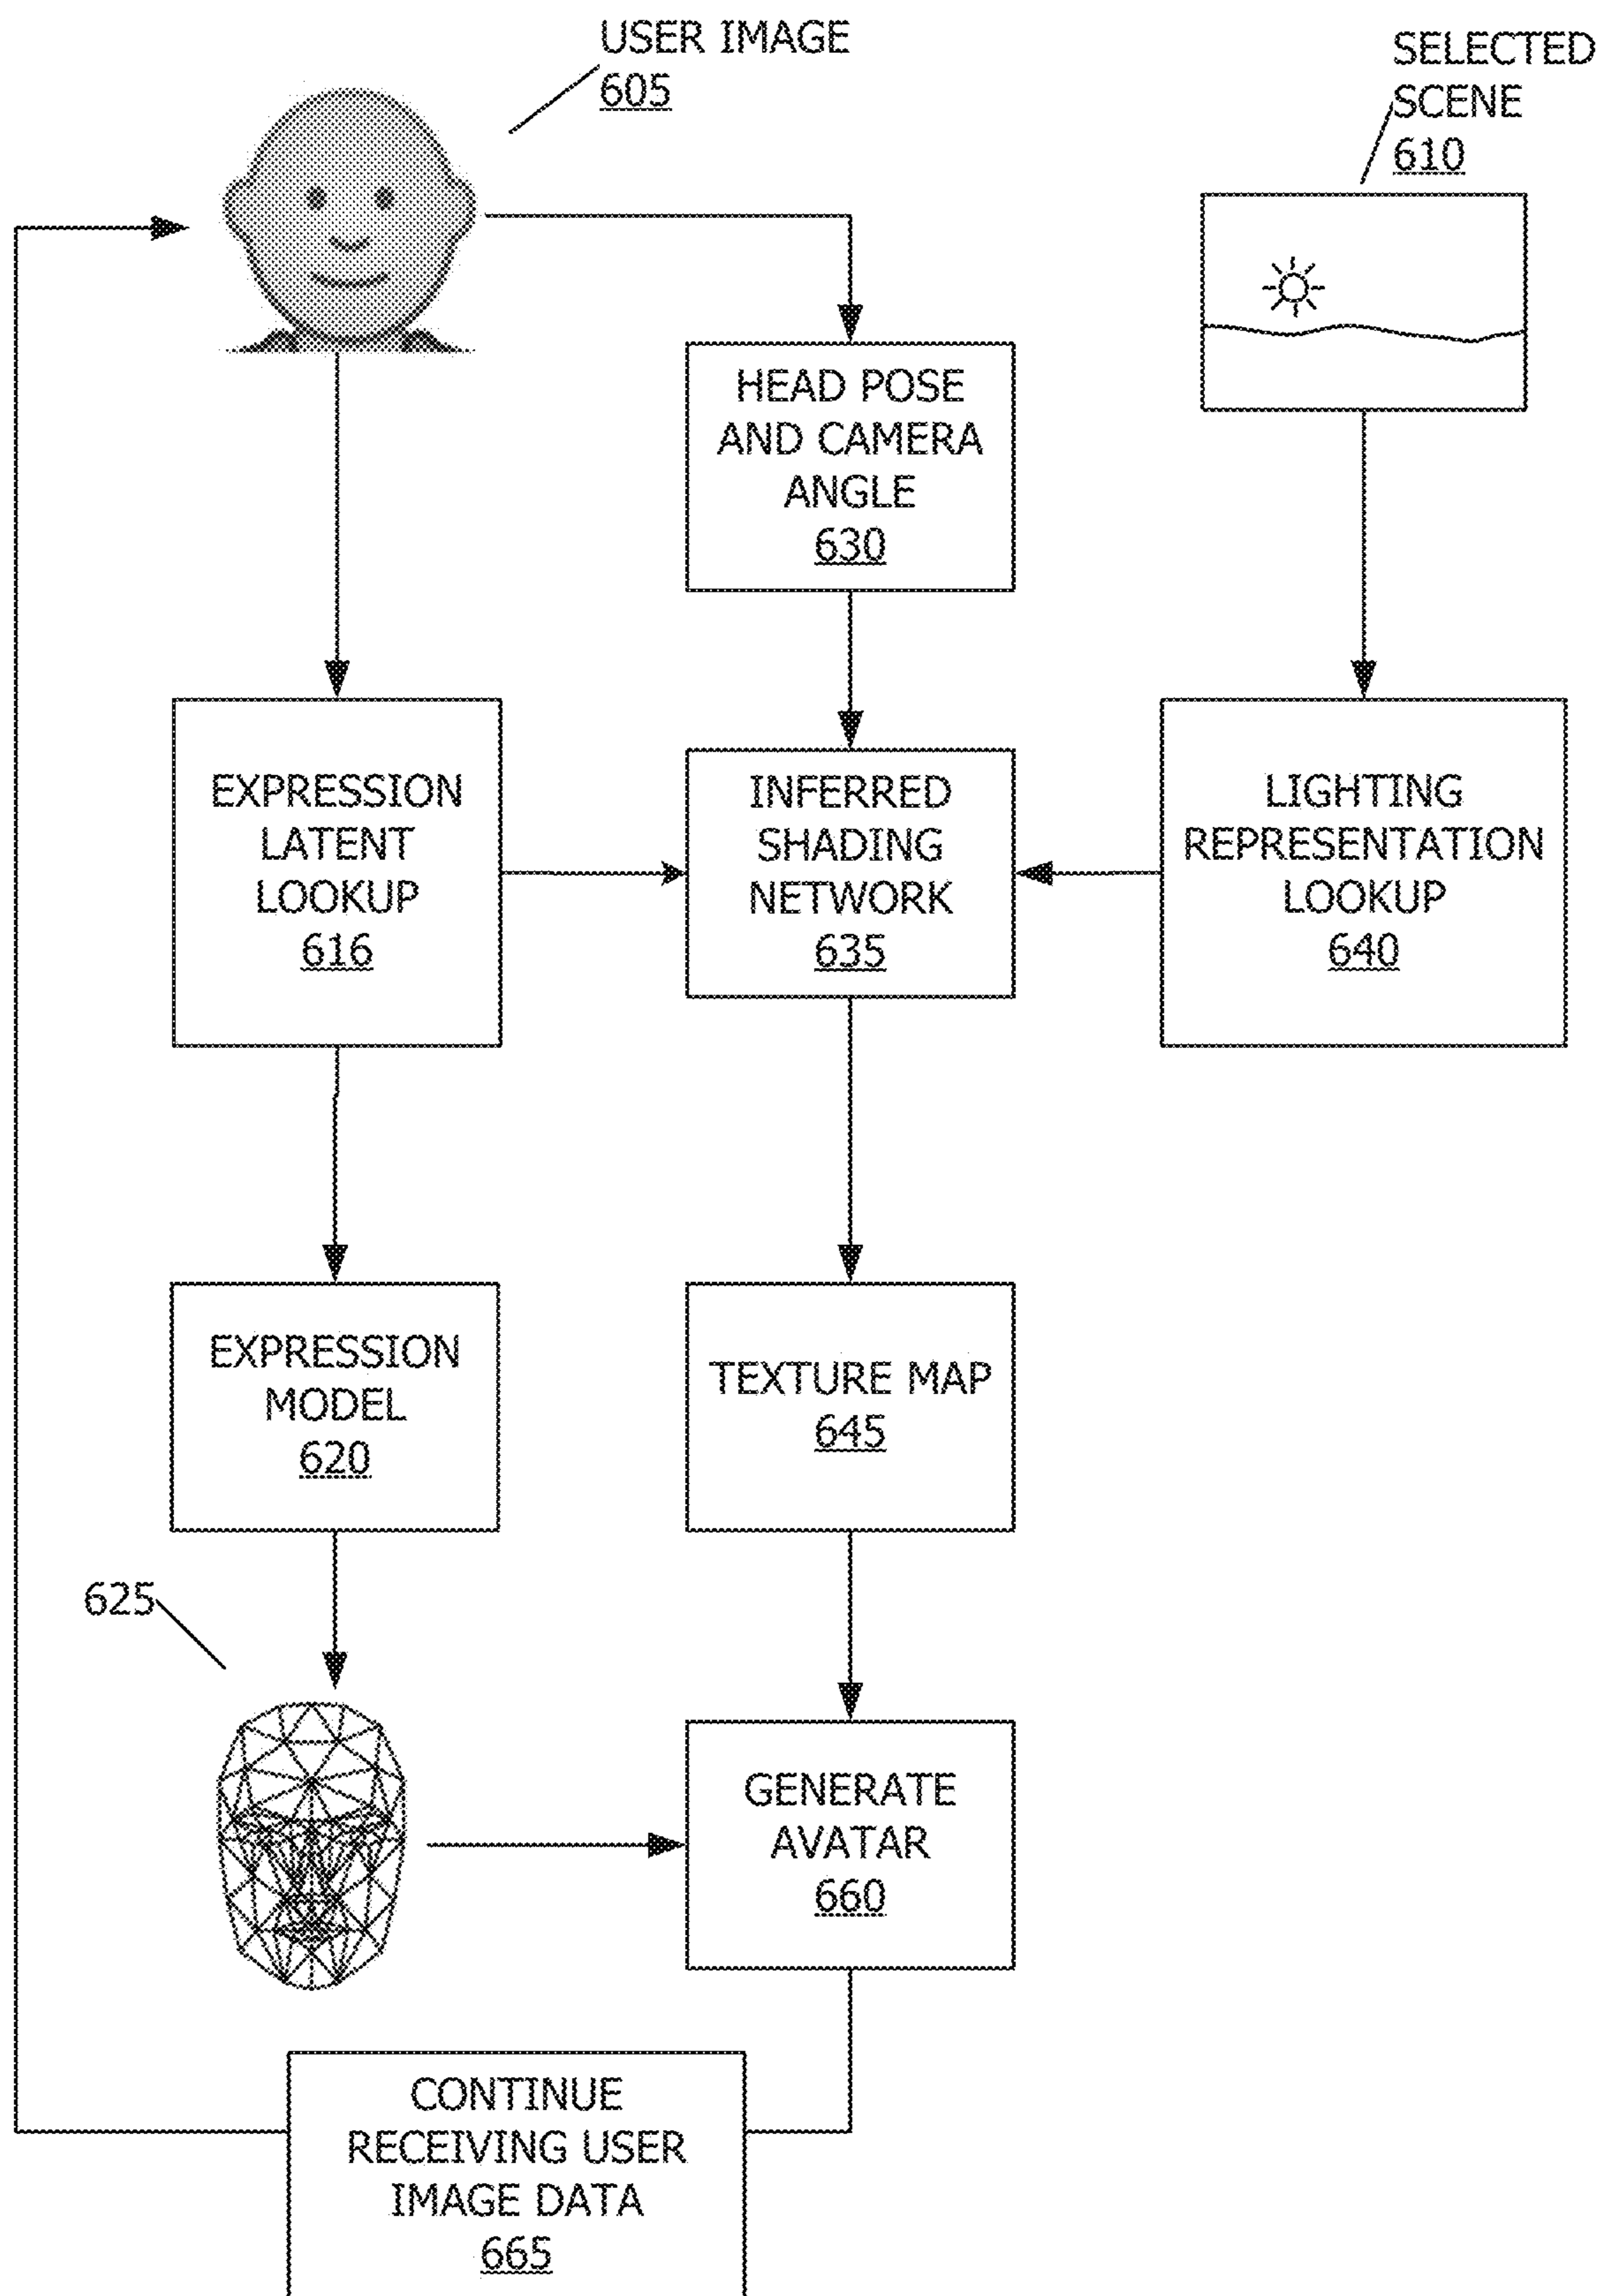 USER IMAGE
605
SELECTED
SCENE
610
HEAD POSE
AND CAMERA
ANGLE
630
EXPRESSION
LATENT
LOOKUP
616
INFERRED
SHADING
NETWORK
635
LIGHTING
REPRESENTATION
LOOKUP
640
EXPRESSION
MODEL
620
TEXTURE MAP
645
625
GENERATE
AVATAR
660
CONTINUE
RECEIVING USER
IMAGE DATA
665